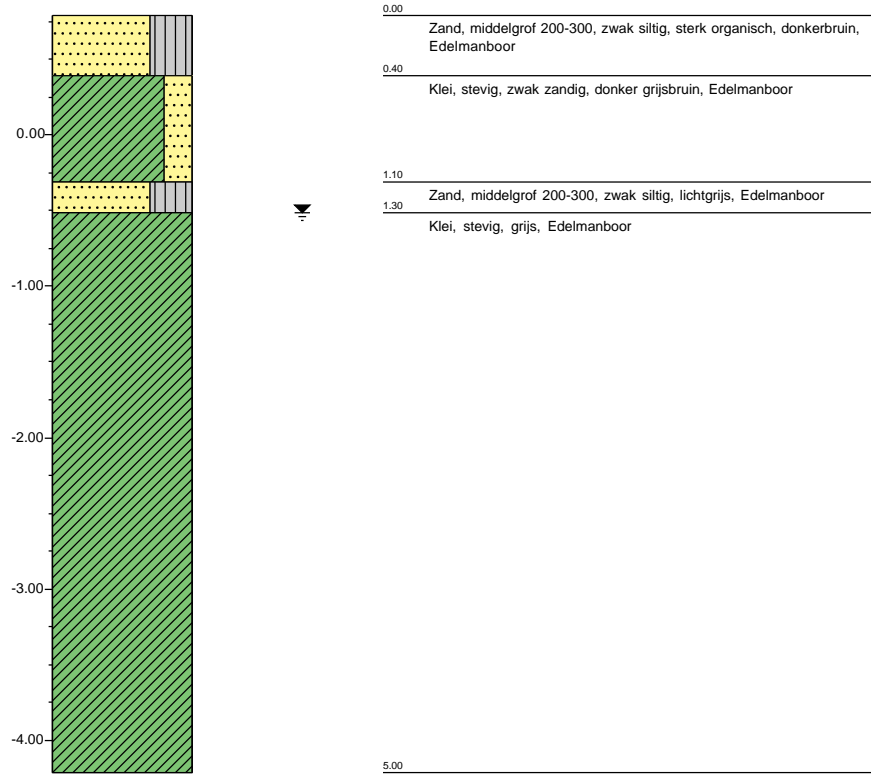 0.00
Zand, middelgrof 200-300, zwak siltig, sterk organisch, donkerbruin,
Edelmanboor
0.40
Klei, stevig, zwak zandig, donker grijsbruin, Edelmanboor
0.00
1.10
Zand, middelgrof 200-300, zwak siltig, lichtgrijs, Edelmanboor
1.30
Klei, stevig, grijs, Edelmanboor
-1.00
-2.00
-3.00
-4.00
5.00